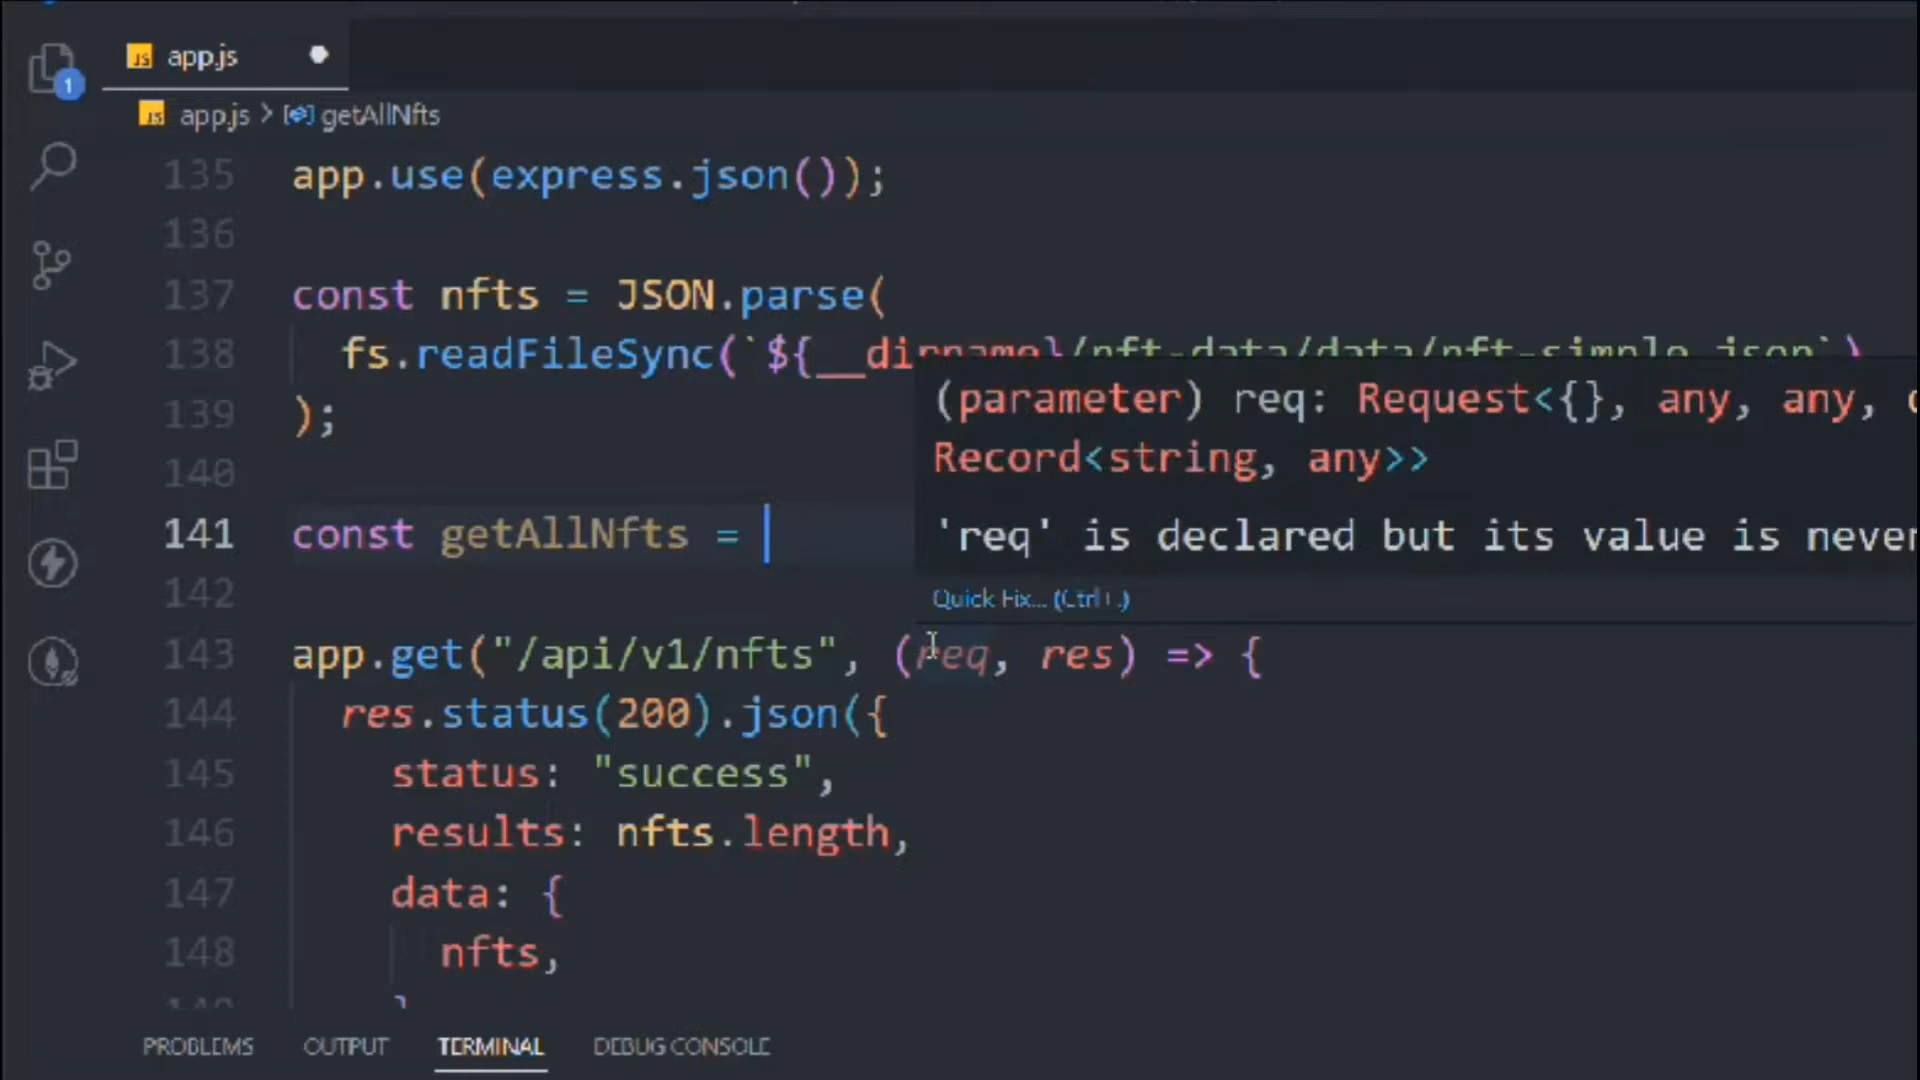 app.js
1
app.js > getAllNfts
135 app.use(express.json());
136
137 const nfts = JSON.parse(
138 fs.readFileSync(`${__dirname}/nft-data/data/nft-simple.json`)
139 );
140
141 const getAllNfts =
(parameter) req: Request<{}, any, any,
Record<string, any>>
'req' is declared but its value is never
Quick Fix... (Ctrl+.)
142
143 app.get("/api/v1/nfts", (req, res) => {
144 res.status(200).json({
145 status: "success",
146 results: nfts.length,
147 data: {
148 nfts,
149 }
PROBLEMS OUTPUT TERMINAL DEBUG CONSOLE